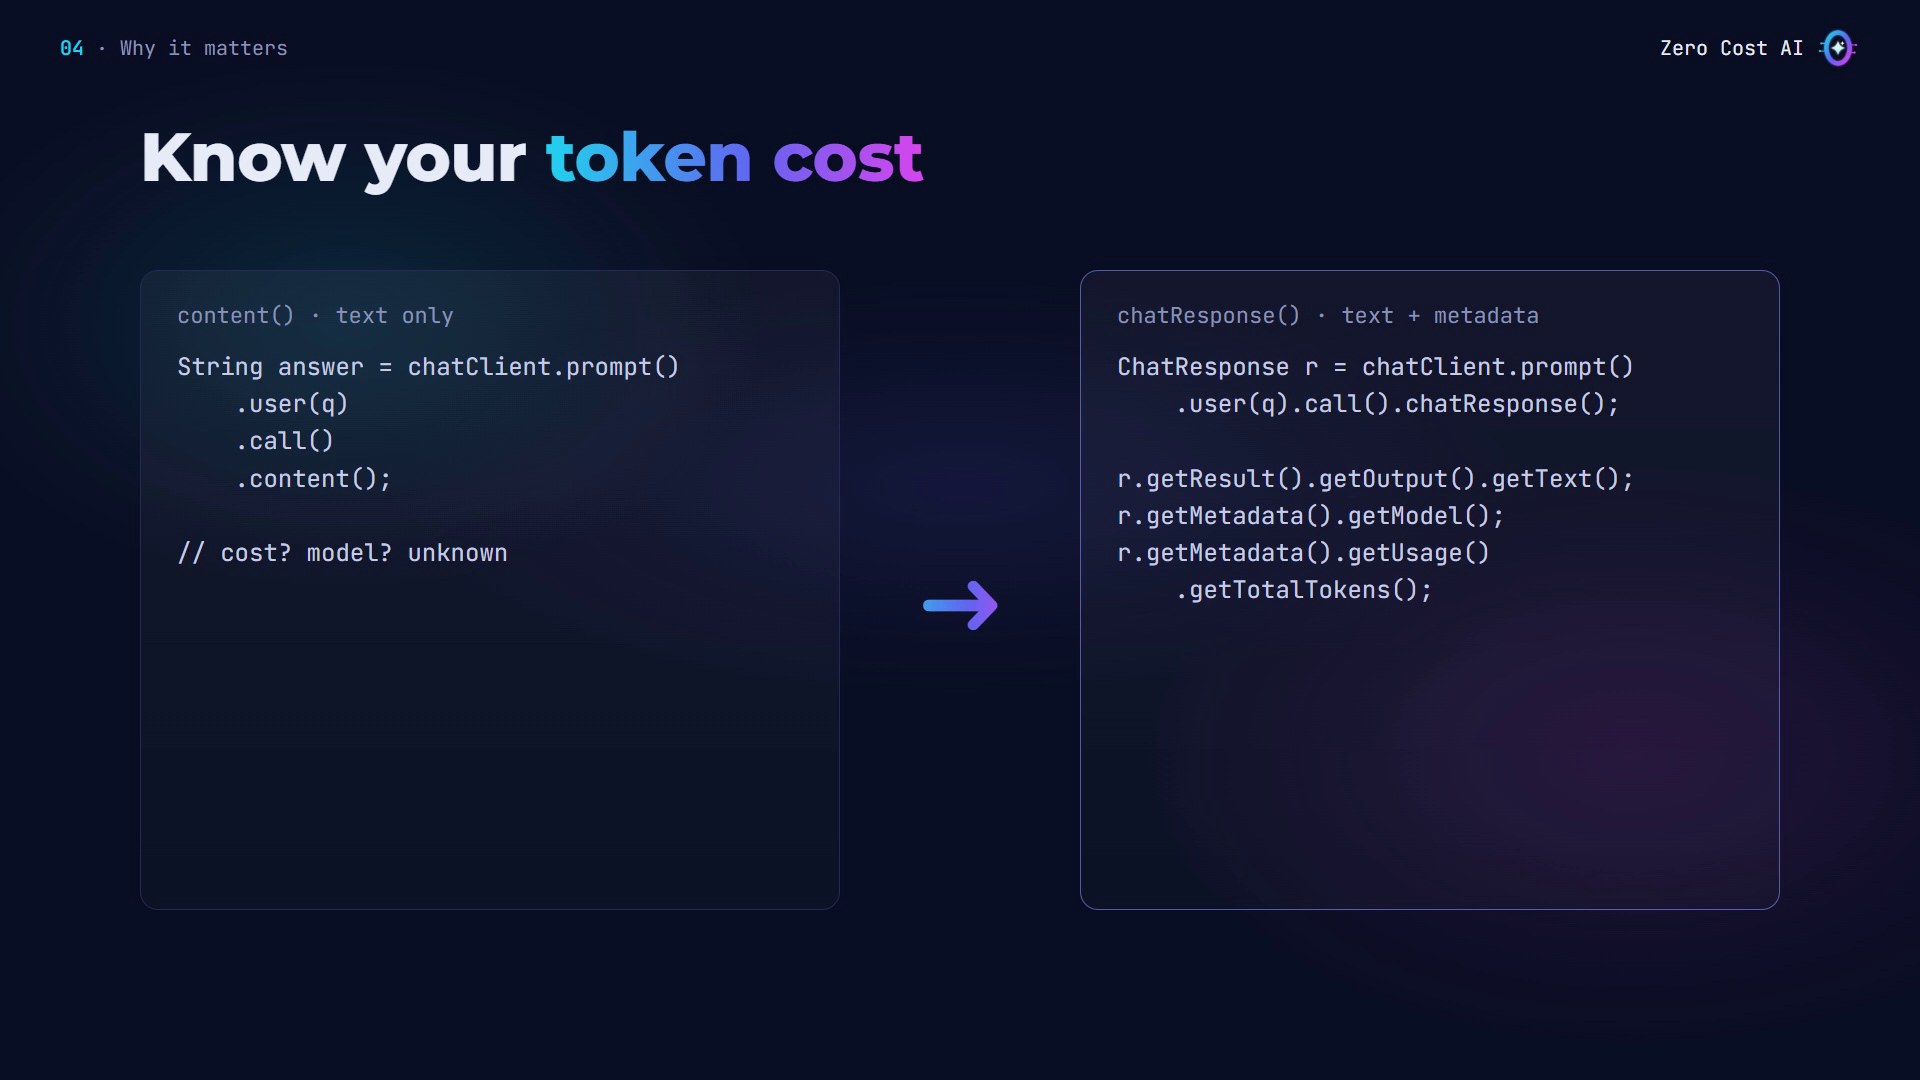 04 · Why it matters
Zero Cost AI
Know your token cost
content() · text only
String answer = chatClient.prompt()
    .user(q)
    .call()
    .content();
// cost? model? unknown
chatResponse() · text + metadata
ChatResponse r = chatClient.prompt()
    .user(q).call().chatResponse();
r.getResult().getOutput().getText();
r.getMetadata().getModel();
r.getMetadata().getUsage()
    .getTotalTokens();